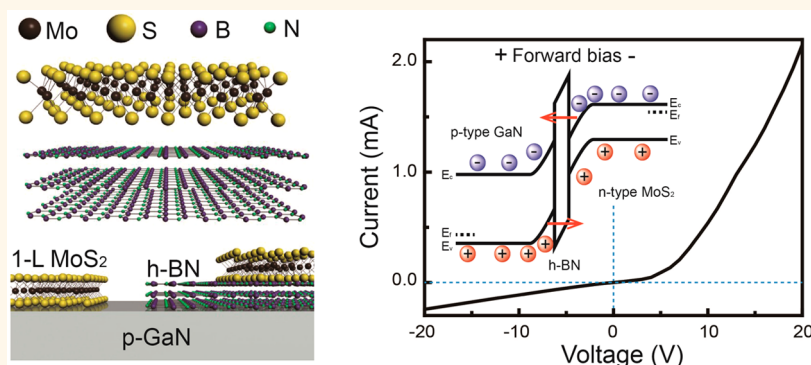 Mo S B N
1-L MoS₂
h-BN
p-GaN
Current (mA)
2.0
1.0
0.0
+ Forward bias -
p-type GaN
- - - - - - -
Ec
Ef
Ev
Ec
n-type MoS₂
+ + +
Ef
Ev
+ + + +
h-BN
-20 -10 0 10 20
Voltage (V)